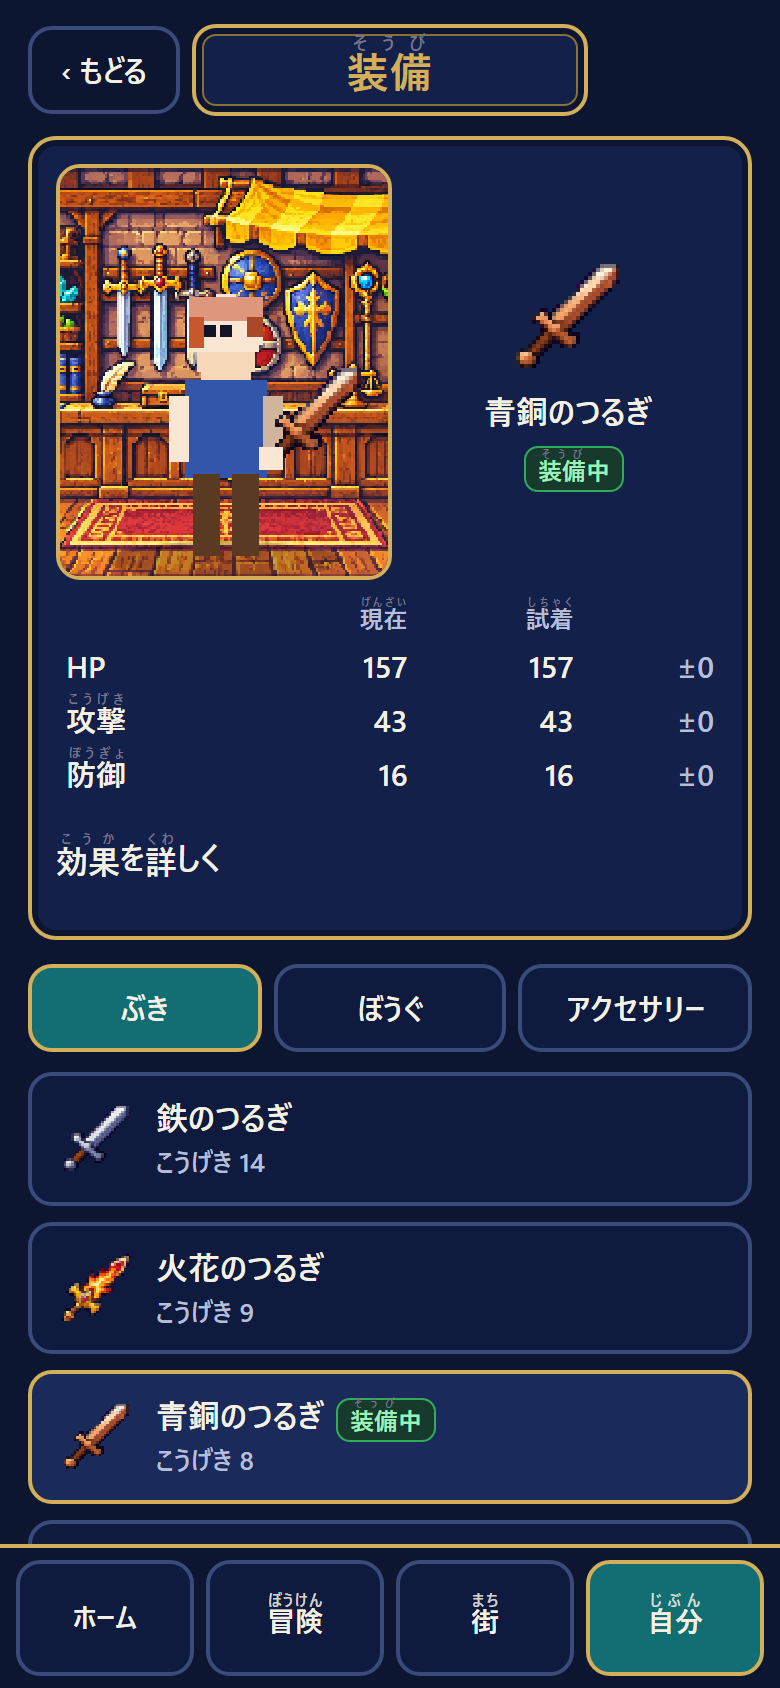 ‹ もどる
そうび
装備
青銅のつるぎ
そうび
装備中
げんざい しちゃく
現在 試着
HP 157 157 ±0
こうげき
攻撃 43 43 ±0
ぼうぎょ
防御 16 16 ±0
こうか くわ
効果を詳しく
ぶき ぼうぐ アクセサリー
鉄のつるぎ
こうげき 14
火花のつるぎ
こうげき 9
そうび
青銅のつるぎ 装備中
こうげき 8
ぼうけん まち じぶん
ホーム 冒険 街 自分